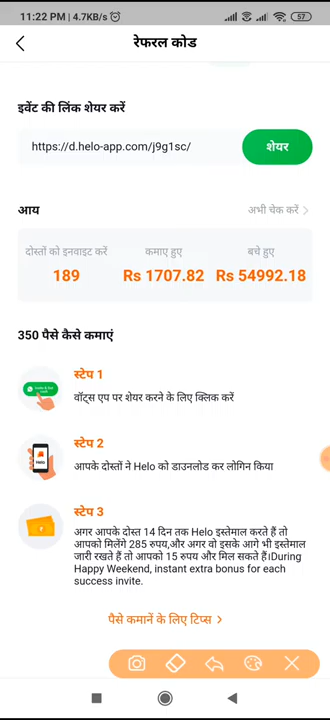 11:22 PM | 4.7KB/s
57
रेफरल कोड
इवेंट की लिंक शेयर करें
https://d.helo-app.com/j9g1sc/
शेयर
आय
अभी चेक करें
दोस्तों को इनवाइट करें
कमाए हुए
बचे हुए
189
Rs 1707.82
Rs 54992.18
350 पैसे कैसे कमाएं
स्टेप 1
वॉट्स एप पर शेयर करने के लिए क्लिक करें
स्टेप 2
Helo
आपके दोस्तों ने Helo को डाउनलोड कर लोगिन किया
स्टेप 3
अगर आपके दोस्त 14 दिन तक Helo इस्तेमाल करते हैं तो
आपको मिलेंगे 285 रुपय,और अगर वो इसके आगे भी इस्तेमाल
जारी रखते हैं तो आपको 15 रुपय और मिल सकते हैं।During
Happy Weekend, instant extra bonus for each
success invite.
पैसे कमानें के लिए टिप्स